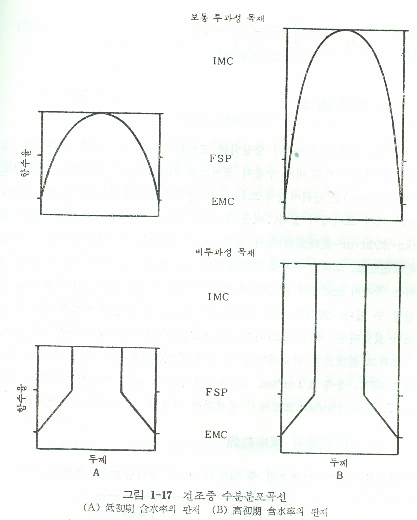 보통 투과성 목재
IMC
함수율
FSP
EMC
비투과성 목재
IMC
함수율
FSP
EMC
두께
A
두께
B
그림 1-17 건조중 수분분포곡선
(A) 低初期 含水率의 판재 (B) 高初期 含水率의 판재